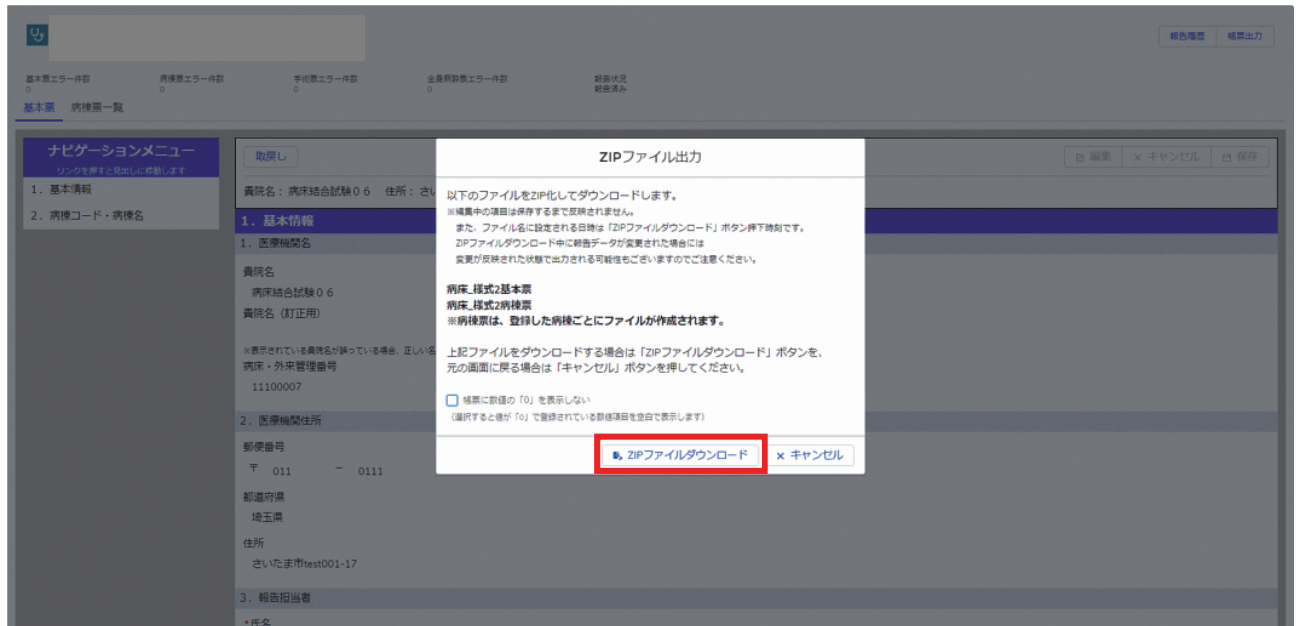 報告履歴 帳票出力
基本票エラー件数 病棟票エラー件数 手術票エラー件数 全身麻酔票エラー件数 報告状況
0 0 0 0 報告済み
基本票 病棟票一覧
ナビゲーションメニュー
リンクを押すと見出しに移動します
1. 基本情報
2. 病棟コード・病棟名
取戻し
編集 × キャンセル 保存
貴院名: 病床結合試験06 住所: さい
1. 基本情報
1. 医療機関名
貴院名
病床結合試験06
貴院名 (訂正用)
※表示されている貴院名が誤っている場合、正しい名
病床・外来管理番号
11100007
2. 医療機関住所
郵便番号
〒 011 - 0111
都道府県
埼玉県
住所
さいたま市test001-17
3. 報告担当者
*氏名
ZIPファイル出力
以下のファイルをZIP化してダウンロードします。
※編集中の項目は保存するまで反映されません。
また、ファイル名に設定される日時は「ZIPファイルダウンロード」ボタン押下時刻です。
ZIPファイルダウンロード中に報告データが変更された場合には
変更が反映された状態で出力される可能性もございますのでご注意ください。
病床_様式2基本票
病床_様式2病棟票
※病棟票は、登録した病棟ごとにファイルが作成されます。
上記ファイルをダウンロードする場合は「ZIPファイルダウンロード」ボタンを、
元の画面に戻る場合は「キャンセル」ボタンを押してください。
帳票に数値の「0」を表示しない
(選択すると値が「0」で登録されている数値項目を空白で表示します)
ZIPファイルダウンロード × キャンセル